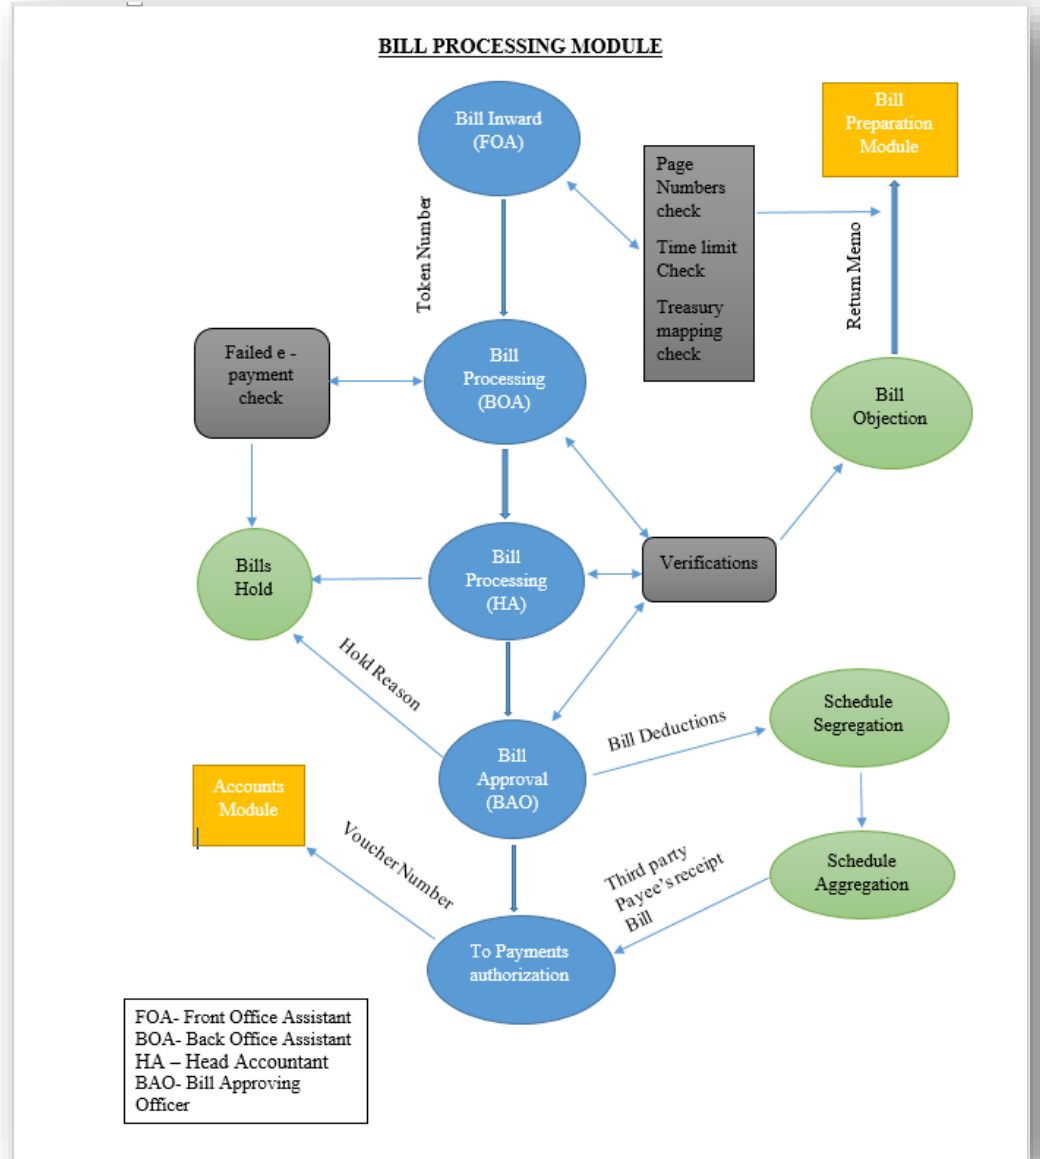 BILL PROCESSING MODULE
Bill Inward
(FOA)
Bill
Preparation
Module
Page
Numbers
check
Time limit
Check
Treasury
mapping
check
Token Number
Return Memo
Failed e -
payment
check
Bill
Processing
(BOA)
Bill
Objection
Bills
Hold
Bill
Processing
(HA)
Verifications
Hold Reason
Bill
Approval
(BAO)
Bill Deductions
Schedule
Segregation
Accounts
Module
Voucher Number
Third party
Payee's receipt
Bill
Schedule
Aggregation
To Payments
authorization
FOA- Front Office Assistant
BOA- Back Office Assistant
HA – Head Accountant
BAO- Bill Approving
Officer